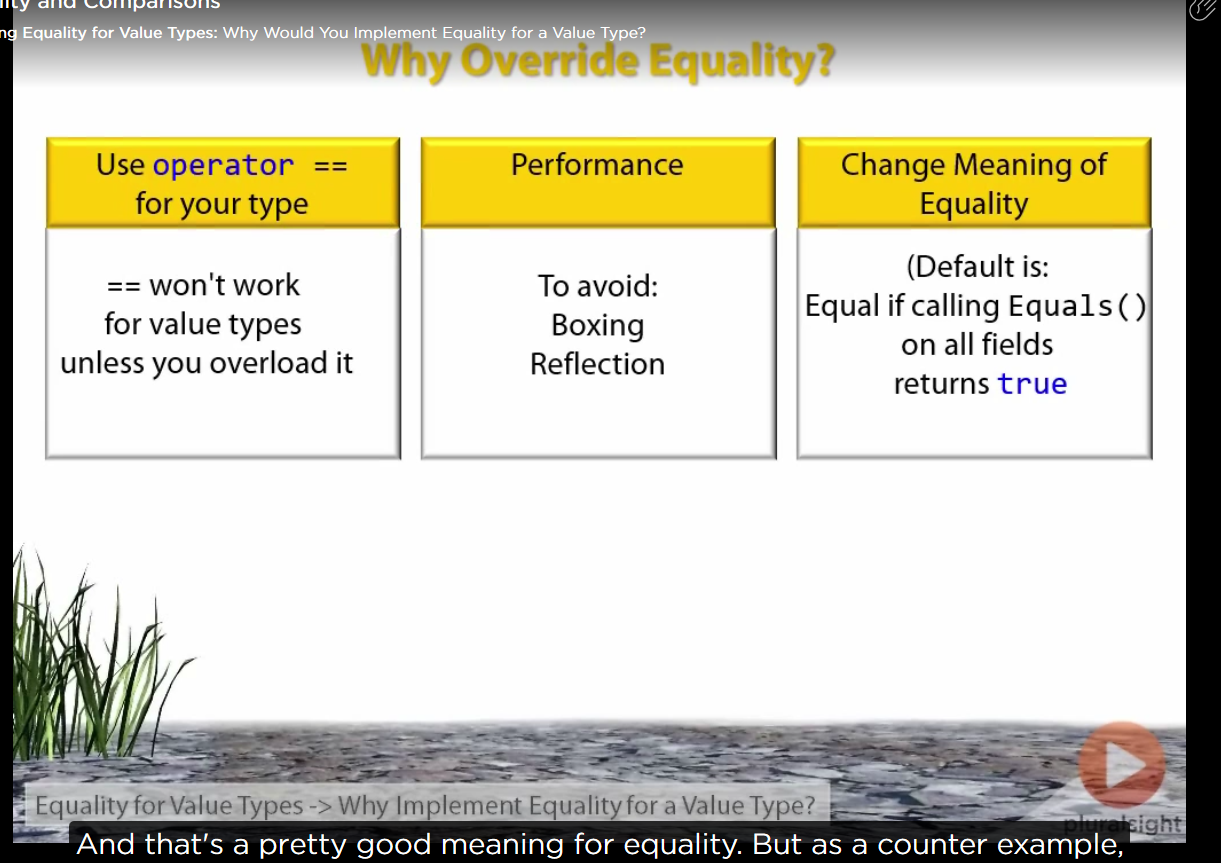 ity and Comparisons
ng Equality for Value Types: Why Would You Implement Equality for a Value Type?
Why Override Equality?
Use operator ==
for your type
== won't work
for value types
unless you overload it
Performance
To avoid:
Boxing
Reflection
Change Meaning of
Equality
(Default is:
Equal if calling Equals()
on all fields
returns true
Equality for Value Types -> Why Implement Equality for a Value Type?
pluralsight
And that's a pretty good meaning for equality. But as a counter example,